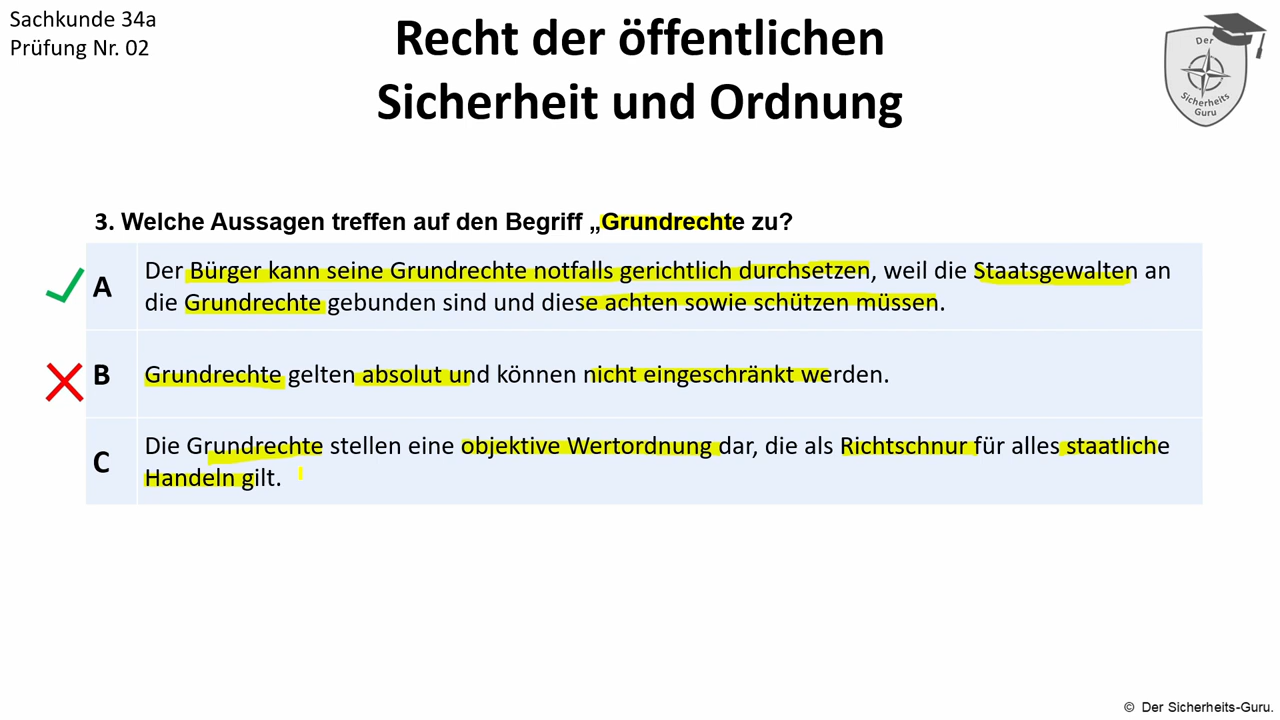 Sachkunde 34a
Prüfung Nr. 02
Recht der öffentlichen
Sicherheit und Ordnung
Der
Sicherheits
Guru
3. Welche Aussagen treffen auf den Begriff „Grundrechte zu?
A Der Bürger kann seine Grundrechte notfalls gerichtlich durchsetzen, weil die Staatsgewalten an
die Grundrechte gebunden sind und diese achten sowie schützen müssen.
B Grundrechte gelten absolut und können nicht eingeschränkt werden.
C Die Grundrechte stellen eine objektive Wertordnung dar, die als Richtschnur für alles staatliche
Handeln gilt.
© Der Sicherheits-Guru.